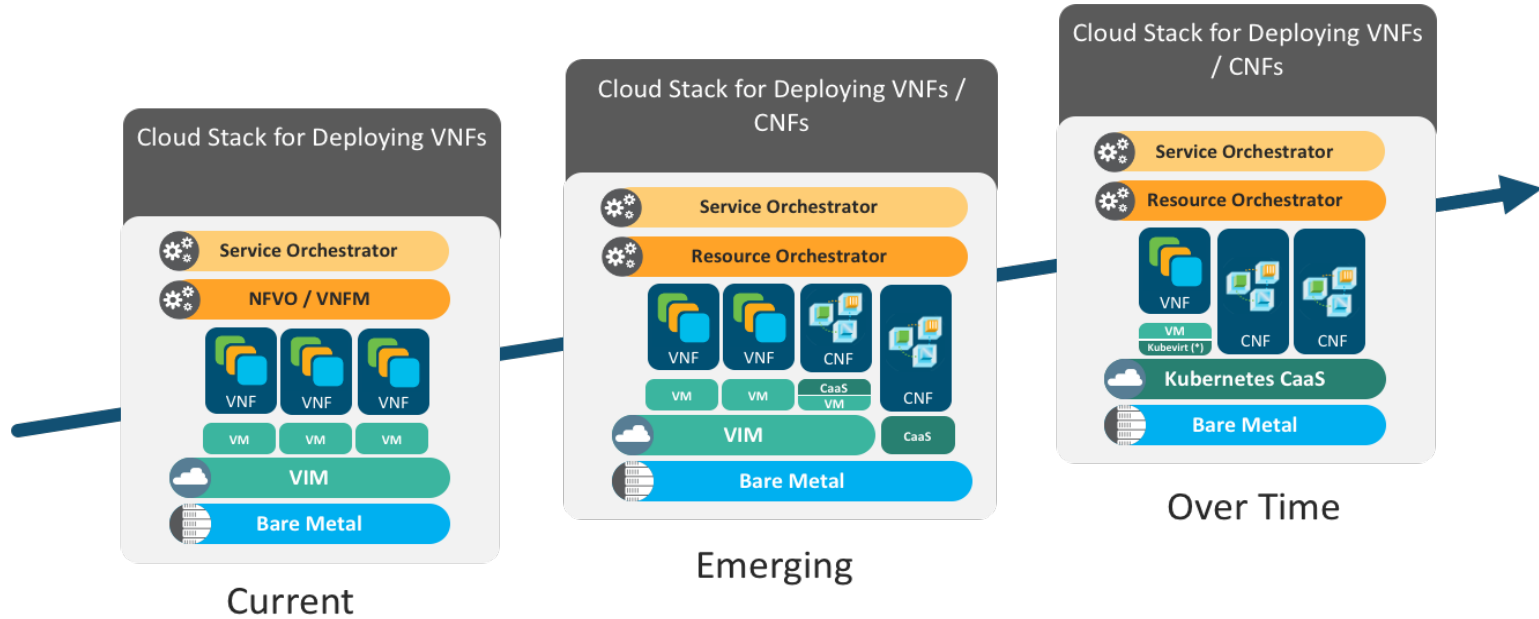 Cloud Stack for Deploying VNFs
Service Orchestrator
NFVO / VNFM
VNF VNF VNF
VM VM VM
VIM
Bare Metal
Current
Cloud Stack for Deploying VNFs /
CNFs
Service Orchestrator
Resource Orchestrator
VNF VNF CNF
CNF
VM VM CaaS
VM
VIM CaaS
Bare Metal
Emerging
Cloud Stack for Deploying VNFs
/ CNFs
Service Orchestrator
Resource Orchestrator
VNF
VM
Kubevirt (*)
CNF CNF
Kubernetes CaaS
Bare Metal
Over Time